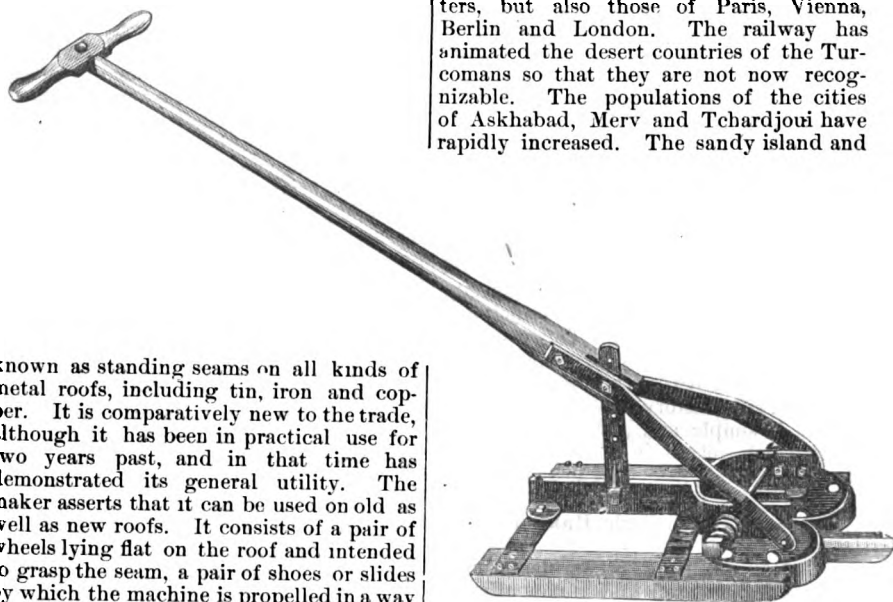 known as standing seams on all kinds of
metal roofs, including tin, iron and cop-
per. It is comparatively new to the trade,
although it has been in practical use for
two years past, and in that time has
demonstrated its general utility. The
maker asserts that it can be used on old as
well as new roofs. It consists of a pair of
wheels lying flat on the roof and intended
to grasp the seam, a pair of shoes or slides
by which the machine is propelled in a way
ters, but also those of Paris, Vienna,
Berlin and London. The railway has
animated the desert countries of the Tur-
comans so that they are not now recog-
nizable. The populations of the cities
of Askhabad, Merv and Tchardjoui have
rapidly increased. The sandy island and